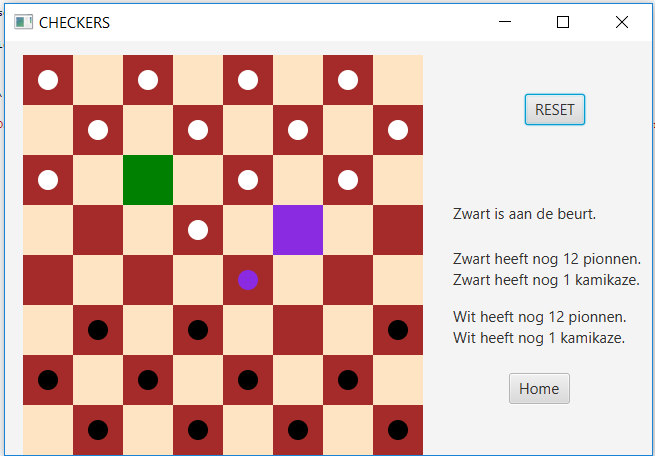 CHECKERS
RESET
Zwart is aan de beurt.
Zwart heeft nog 12 pionnen.
Zwart heeft nog 1 kamikaze.
Wit heeft nog 12 pionnen.
Wit heeft nog 1 kamikaze.
Home